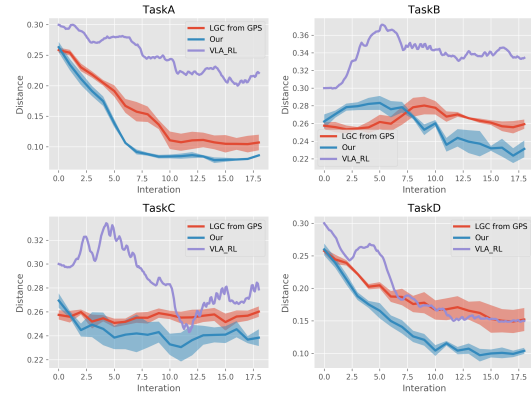 TaskA
0.30
0.25
0.20
0.15
0.10
Distance
LGC from GPS
Our
VLA_RL
0.0 2.5 5.0 7.5 10.0 12.5 15.0 17.5
Interation
TaskB
0.36
0.34
0.32
0.30
0.28
0.26
0.24
0.22
Distance
LGC from GPS
Our
VLA_RL
0.0 2.5 5.0 7.5 10.0 12.5 15.0 17.5
Interation
TaskC
0.32
0.30
0.28
0.26
0.24
0.22
Distance
LGC from GPS
Our
VLA_RL
0.0 2.5 5.0 7.5 10.0 12.5 15.0 17.5
Interation
TaskD
0.30
0.25
0.20
0.15
0.10
Distance
LGC from GPS
Our
VLA_RL
0.0 2.5 5.0 7.5 10.0 12.5 15.0 17.5
Interation